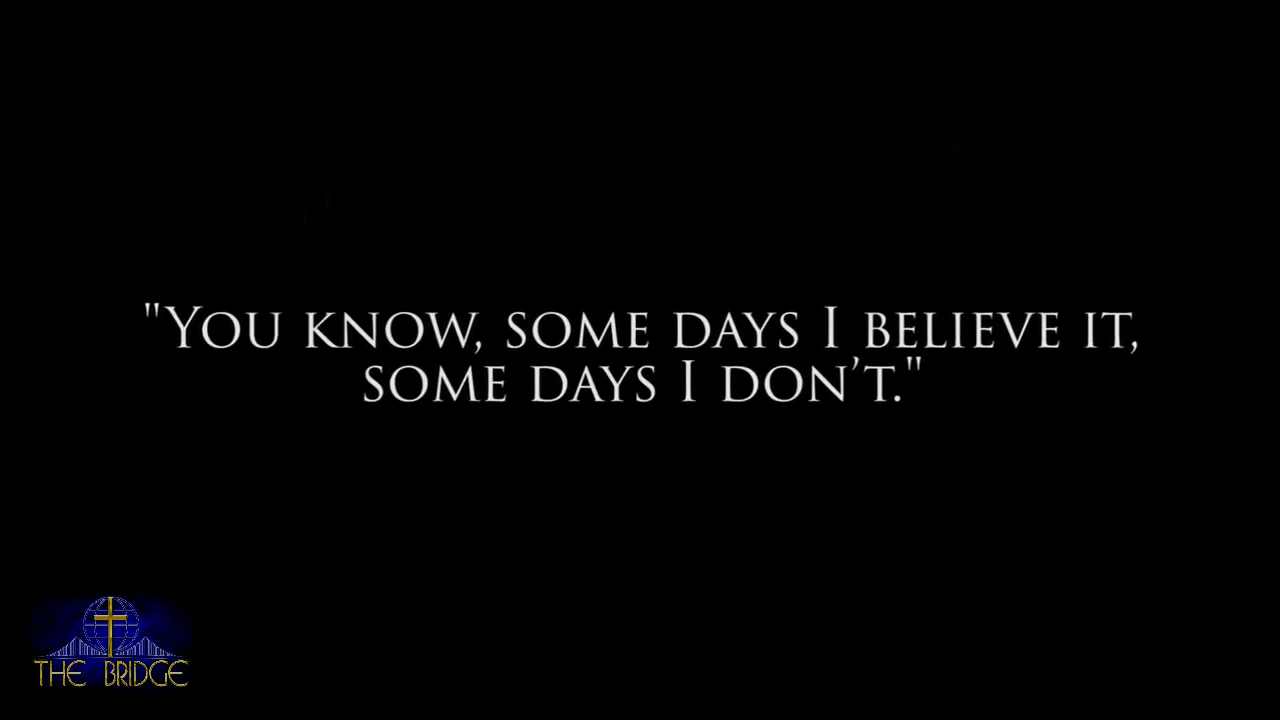 "You know, some days I believe it,
some days I don’t."
THE BRIDGE